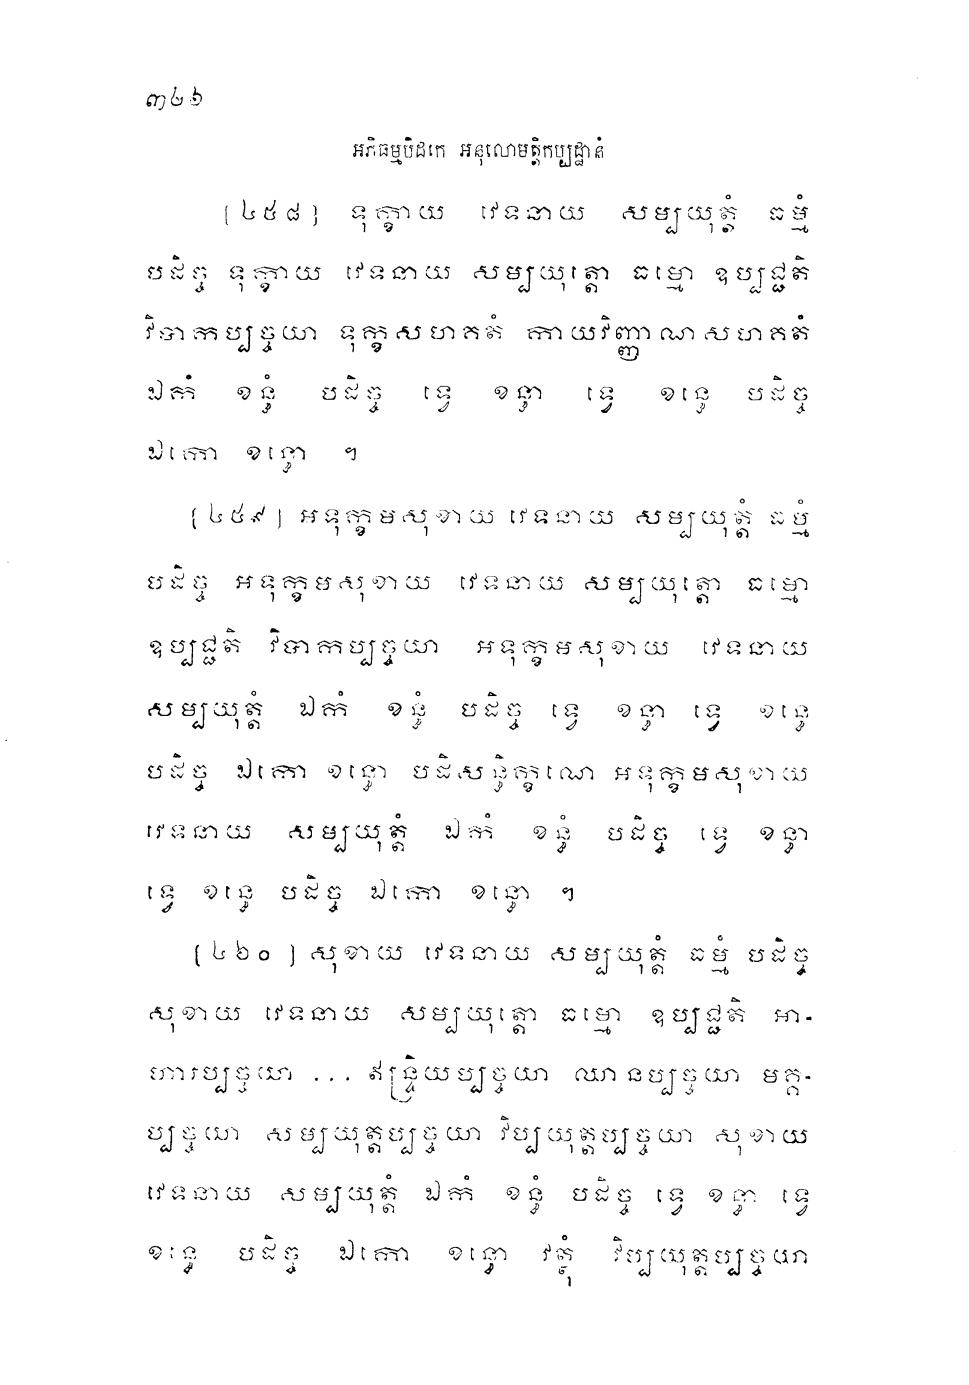 ៣៤៦
អភិធម្មបិដកេ អនុលោមត្តិកប្បដ្ឋានំ
[៤៥៨] ទុក្ខាយ វេទនាយ សម្បយុត្តំ ធម្មំ
បដិច្ច ទុក្ខាយ វេទនាយ សម្បយុត្តោ ធម្មោ ឧប្បជ្ជតិ
វិបាកប្បច្ចយា ទុក្ខសហគតំ កាយវិញ្ញាណសហគតំ
ឯកំ ខន្ធំ បដិច្ច ទ្វេ ខន្ធា ទ្វេ ខន្ធេ បដិច្ច
ឯកោ ខន្ធោ ។
[៤៥៩] អទុក្ខមសុខាយ វេទនាយ សម្បយុត្តំ ធម្មំ
បដិច្ច អទុក្ខមសុខាយ វេទនាយ សម្បយុត្តោ ធម្មោ
ឧប្បជ្ជតិ វិបាកប្បច្ចយា អទុក្ខមសុខាយ វេទនាយ
សម្បយុត្តំ ឯកំ ខន្ធំ បដិច្ច ទ្វេ ខន្ធា ទ្វេ ខន្ធេ
បដិច្ច ឯកោ ខន្ធោ បដិសន្ធិក្ខណេ អទុក្ខមសុខាយ
វេទនាយ សម្បយុត្តំ ឯកំ ខន្ធំ បដិច្ច ទ្វេ ខន្ធា
ទ្វេ ខន្ធេ បដិច្ច ឯកោ ខន្ធោ ។
[៤៦០] សុខាយ វេទនាយ សម្បយុត្តំ ធម្មំ បដិច្ច
សុខាយ វេទនាយ សម្បយុត្តោ ធម្មោ ឧប្បជ្ជតិ អា-
ហារប្បច្ចយា ... ឥន្ទ្រិយប្បច្ចយា ឈានប្បច្ចយា មគ្គ-
ប្បច្ចយា សម្បយុត្តប្បច្ចយា វិប្បយុត្តប្បច្ចយា សុខាយ
វេទនាយ សម្បយុត្តំ ឯកំ ខន្ធំ បដិច្ច ទ្វេ ខន្ធា ទ្វេ
ខន្ធេ បដិច្ច ឯកោ ខន្ធោ វត្ថុំ វិប្បយុត្តប្បច្ចយា